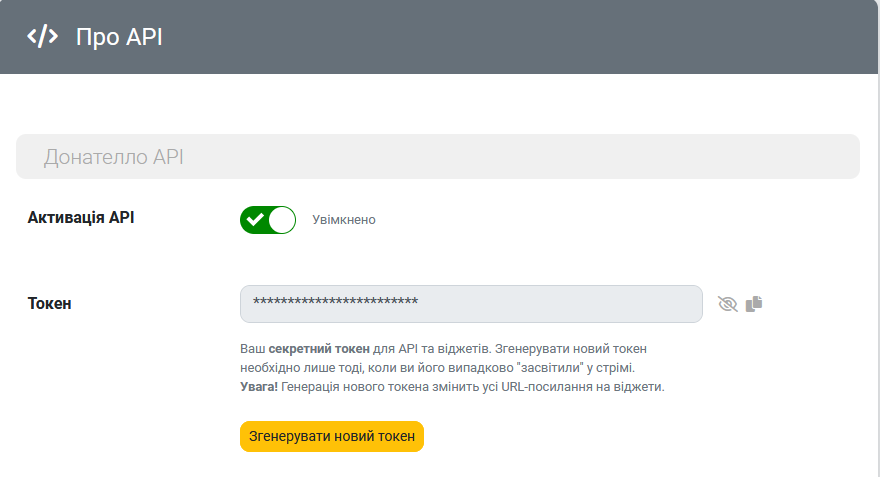 Про API
Донателло API
Активація API
Увімкнено
Токен
************************
Ваш секретний токен для API та віджетів. Згенерувати новий токен
необхідно лише тоді, коли ви його випадково "засвітили" у стрімі.
Увага! Генерація нового токена змінить усі URL-посилання на віджети.
Згенерувати новий токен